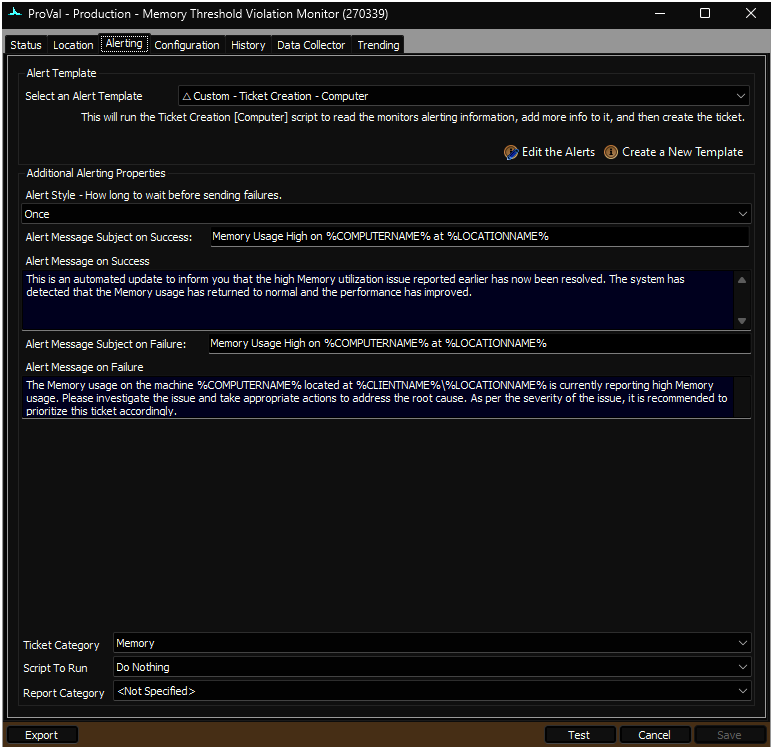 ProVal - Production - Memory Threshold Violation Monitor (270339)
Status Location Alerting Configuration History Data Collector Trending
Alert Template
Select an Alert Template △ Custom - Ticket Creation - Computer
This will run the Ticket Creation [Computer] script to read the monitors alerting information, add more info to it, and then create the ticket.
Edit the Alerts Create a New Template
Additional Alerting Properties
Alert Style - How long to wait before sending failures.
Once
Alert Message Subject on Success: Memory Usage High on %COMPUTERNAME% at %LOCATIONNAME%
Alert Message on Success
This is an automated update to inform you that the high Memory utilization issue reported earlier has now been resolved. The system has
detected that the Memory usage has returned to normal and the performance has improved.
Alert Message Subject on Failure: Memory Usage High on %COMPUTERNAME% at %LOCATIONNAME%
Alert Message on Failure
The Memory usage on the machine %COMPUTERNAME% located at %CLIENTNAME%\%LOCATIONNAME% is currently reporting high Memory
usage. Please investigate the issue and take appropriate actions to address the root cause. As per the severity of the issue, it is recommended to
prioritize this ticket accordingly.
Ticket Category Memory
Script To Run Do Nothing
Report Category <Not Specified>
Export Test Cancel Save